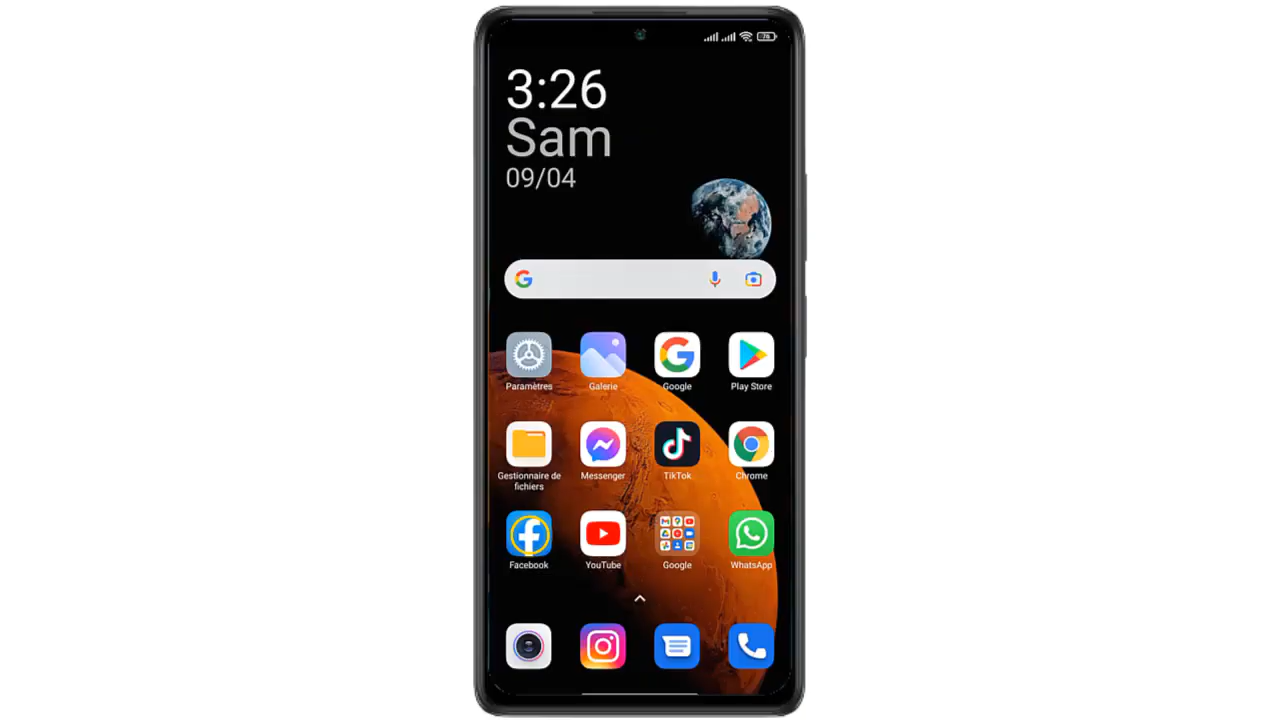 76
3:26
Sam
09/04
Paramètres
Galerie
Google
Play Store
Gestionnaire de
fichiers
Messenger
TikTok
Chrome
Facebook
YouTube
Google
WhatsApp